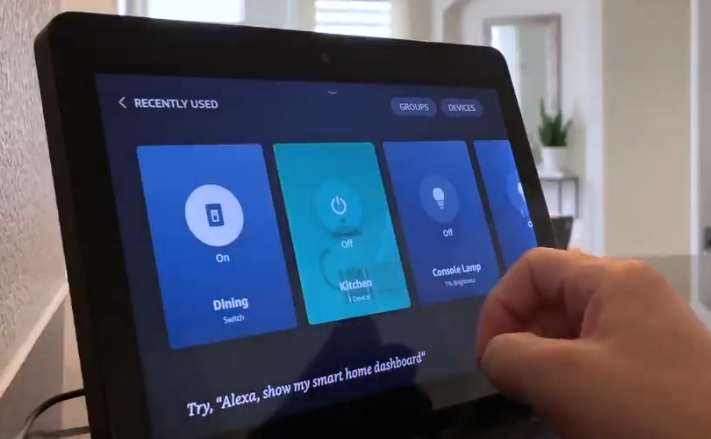 RECENTLY USED
GROUPS
DEVICES
On
Dining
Switch
Off
Kitchen
1 Device
Off
Console Lamp
1% Brightness
Try, "Alexa, show my smart home dashboard"